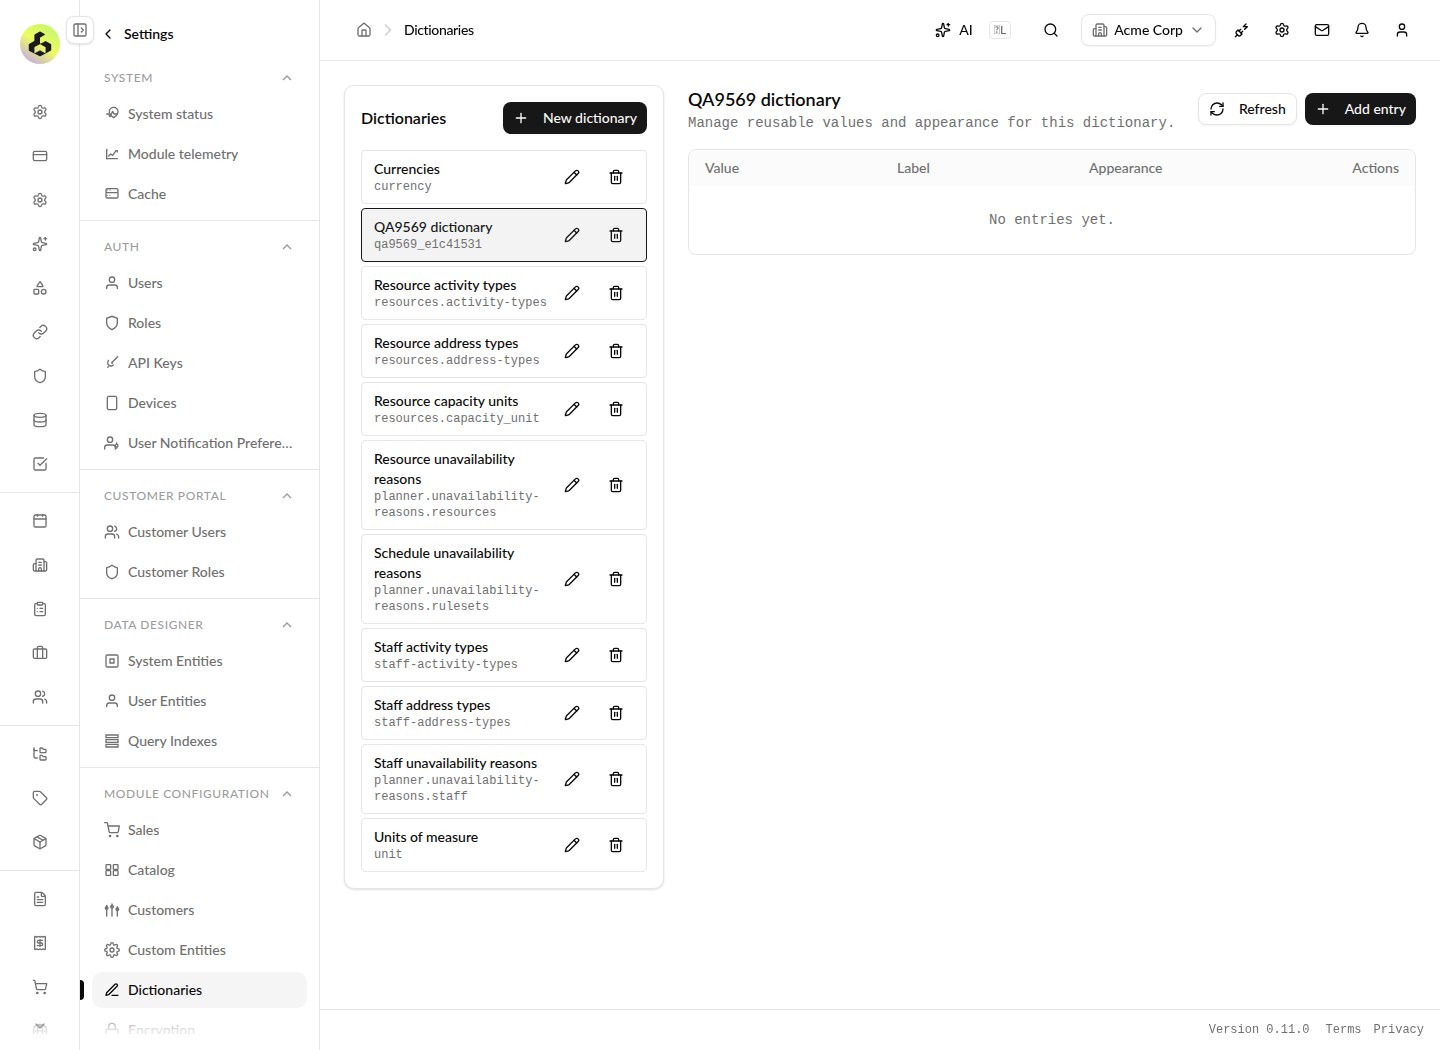 Settings
SYSTEM
System status
Module telemetry
Cache
AUTH
Users
Roles
API Keys
Devices
User Notification Prefere...
CUSTOMER PORTAL
Customer Users
Customer Roles
DATA DESIGNER
System Entities
User Entities
Query Indexes
MODULE CONFIGURATION
Sales
Catalog
Customers
Custom Entities
Dictionaries
Encryption
Dictionaries
AI
L
Acme Corp
Dictionaries
New dictionary
Currencies
currency
QA9569 dictionary
qa9569_e1c41531
Resource activity types
resources.activity-types
Resource address types
resources.address-types
Resource capacity units
resources.capacity_unit
Resource unavailability
reasons
planner.unavailability-
reasons.resources
Schedule unavailability
reasons
planner.unavailability-
reasons.rulesets
Staff activity types
staff-activity-types
Staff address types
staff-address-types
Staff unavailability reasons
planner.unavailability-
reasons.staff
Units of measure
unit
QA9569 dictionary
Manage reusable values and appearance for this dictionary.
Refresh
Add entry
Value Label Appearance Actions
No entries yet.
Version 0.11.0 Terms Privacy